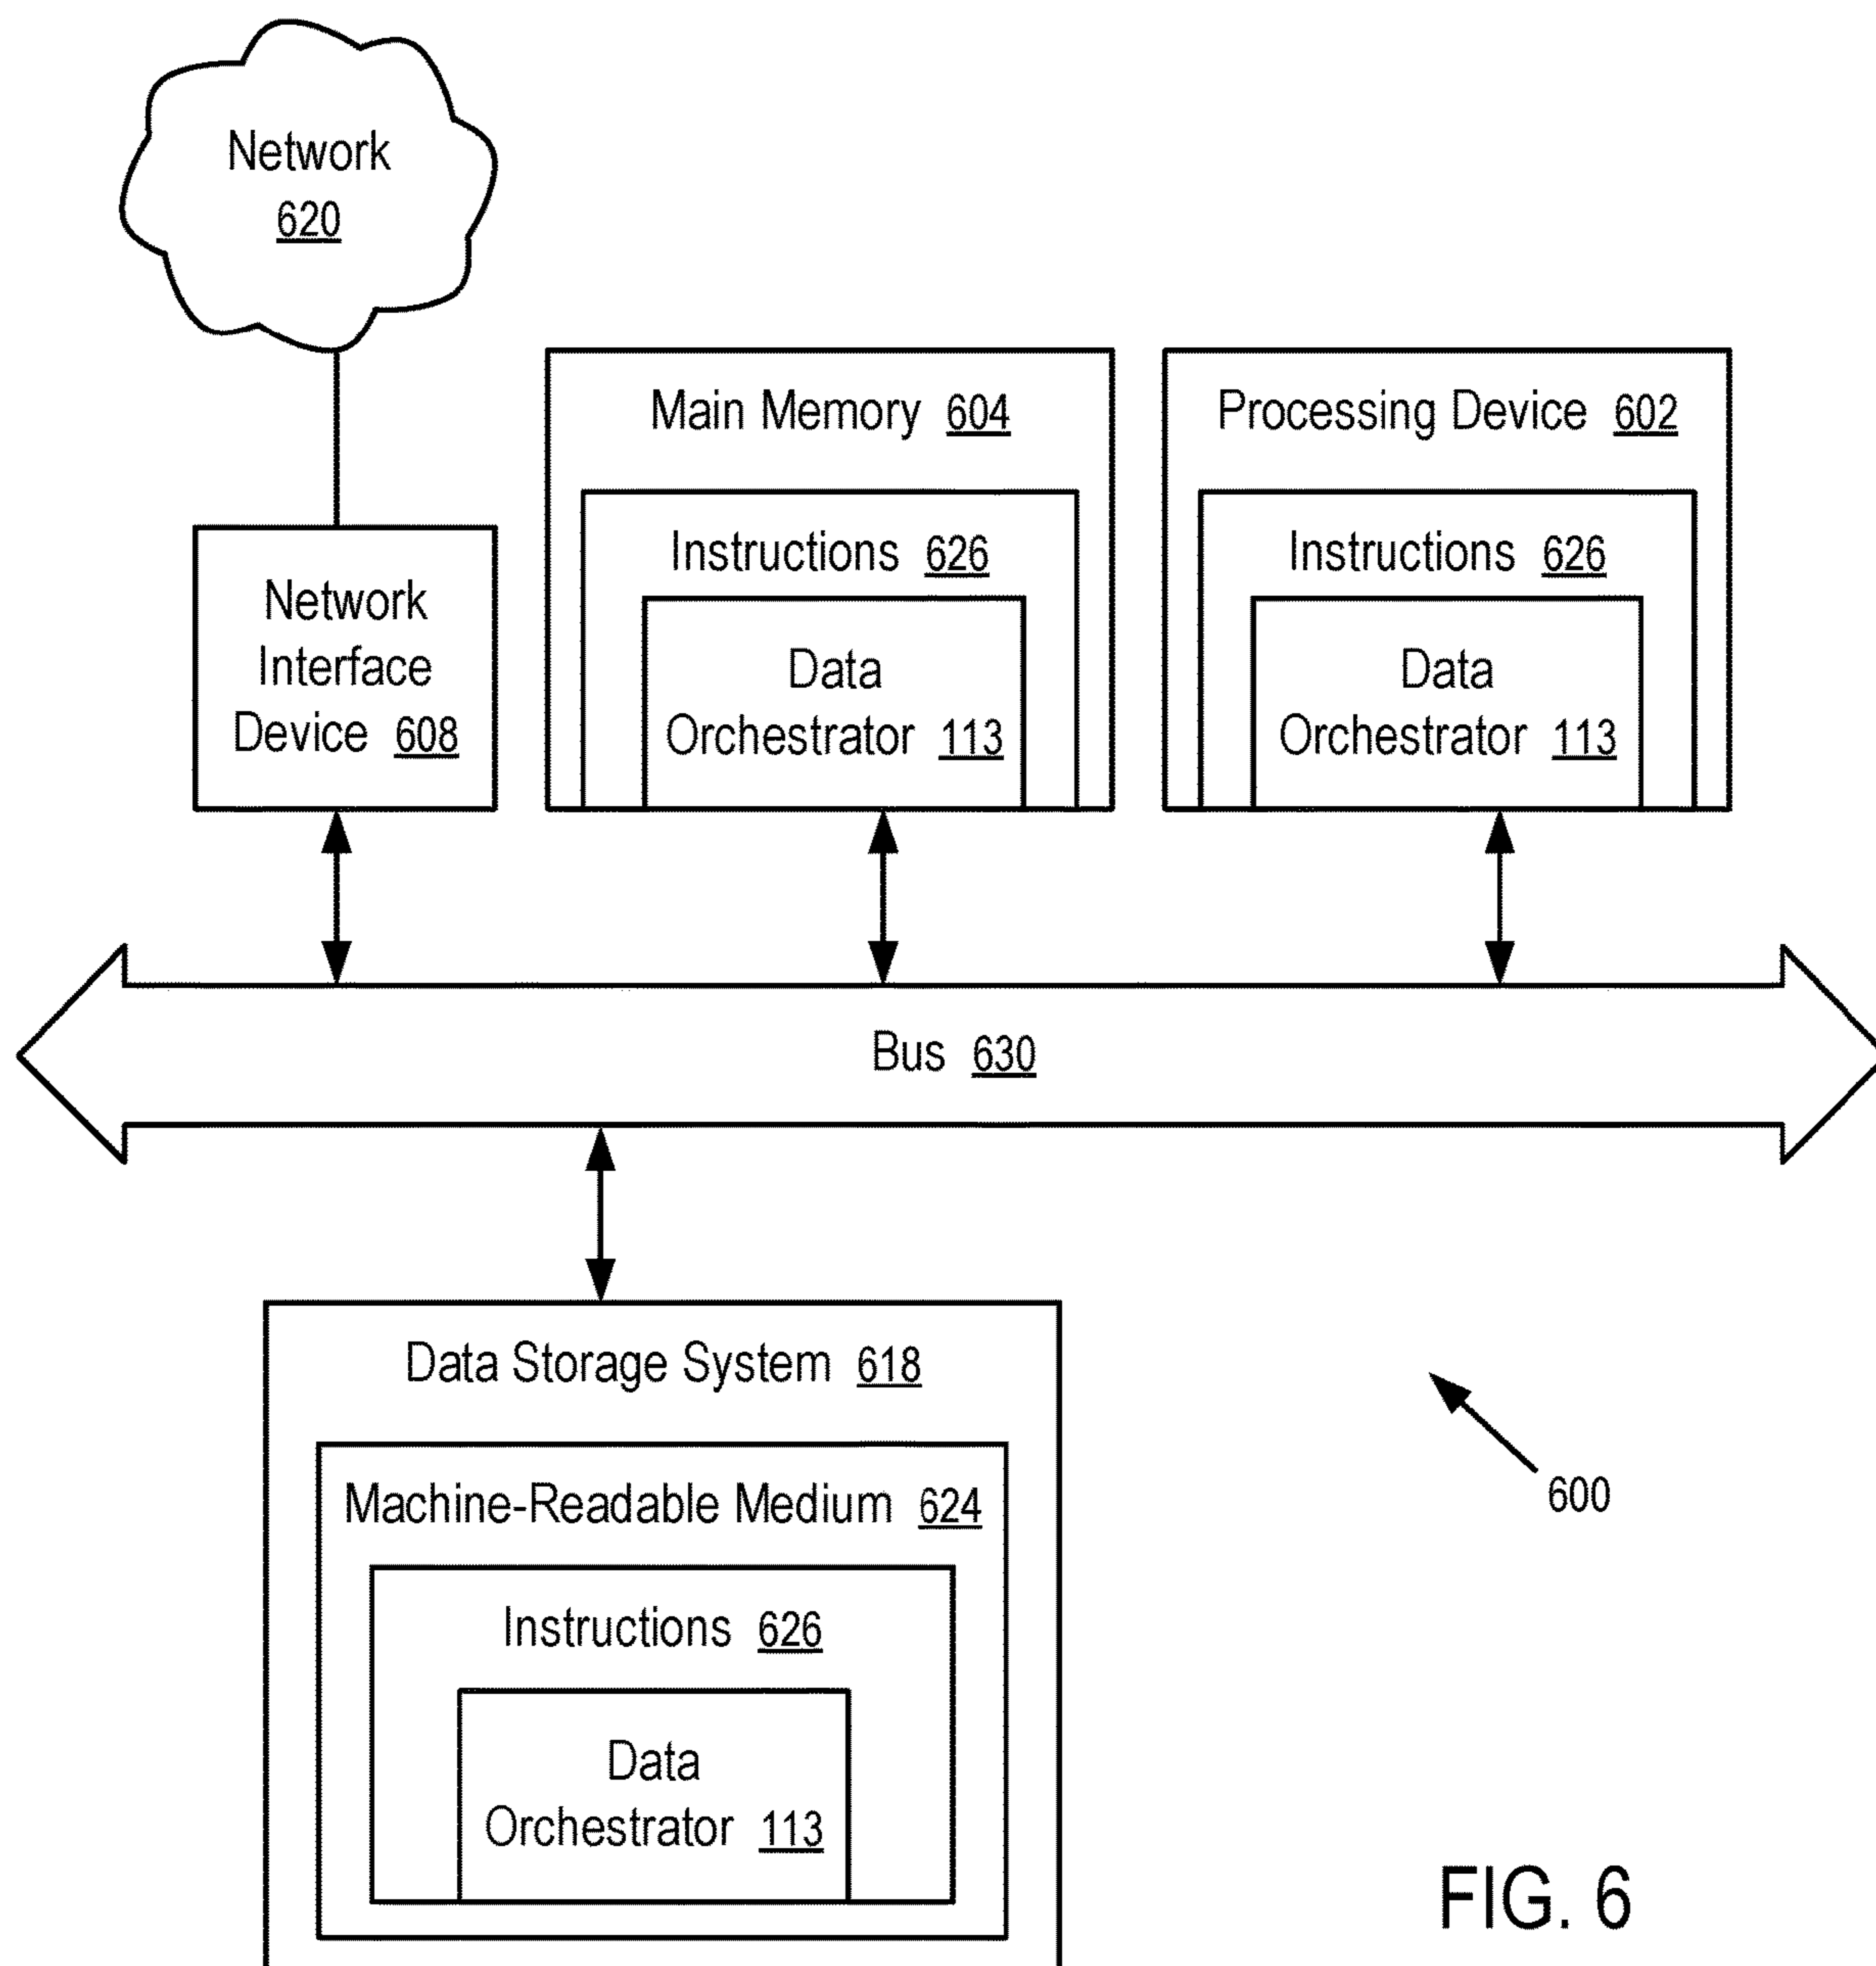 Network
620
Main Memory 604
Processing Device 602
Instructions 626
Instructions 626
Network
Interface
Device 608
Data
Orchestrator 113
Data
Orchestrator 113
Bus 630
Data Storage System 618
Machine-Readable Medium 624
Instructions 626
Data
Orchestrator 113
600
FIG. 6